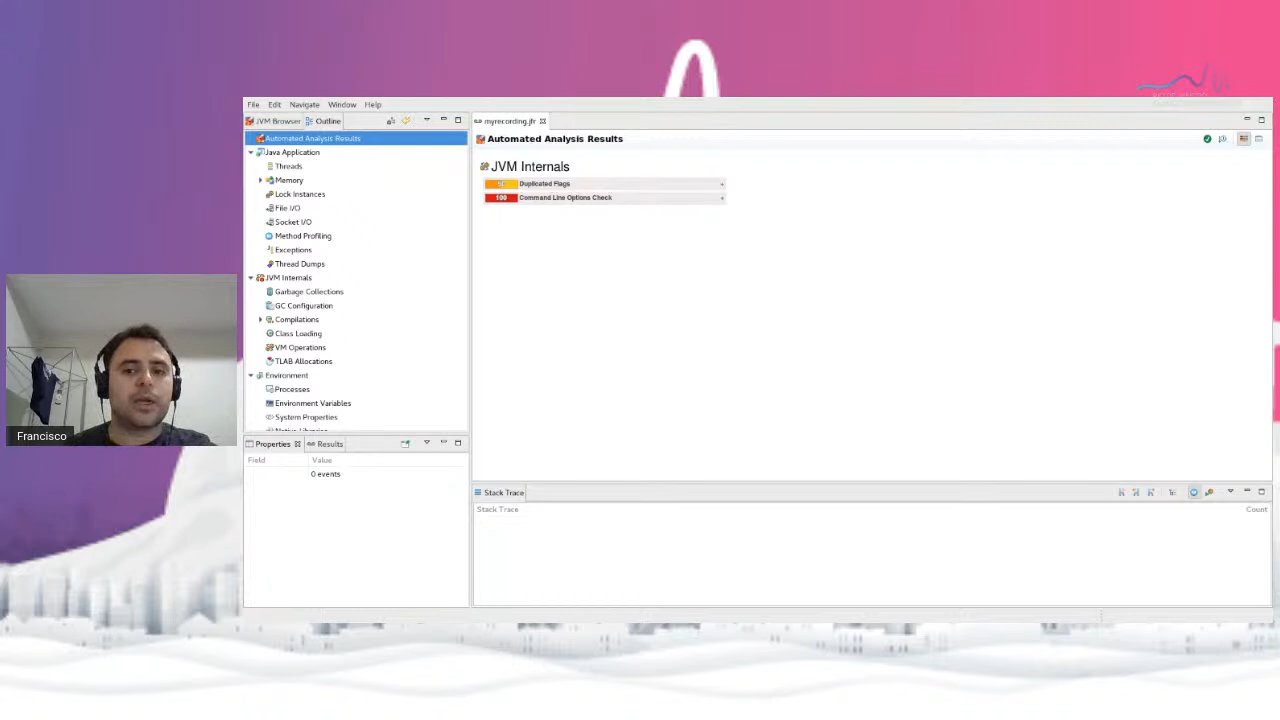 File Edit Navigate Window Help
JVM Browser Outline
myrecording.jfr
Automated Analysis Results
Automated Analysis Results
Java Application
Threads
Memory
Lock Instances
File I/O
Socket I/O
Method Profiling
Exceptions
Thread Dumps
JVM Internals
Garbage Collections
GC Configuration
Compilations
Class Loading
VM Operations
TLAB Allocations
Environment
Processes
Environment Variables
System Properties
JVM Internals
Duplicated Flags
100 Command Line Options Check
Francisco
Properties Results
Field Value
0 events
Stack Trace
Stack Trace Count